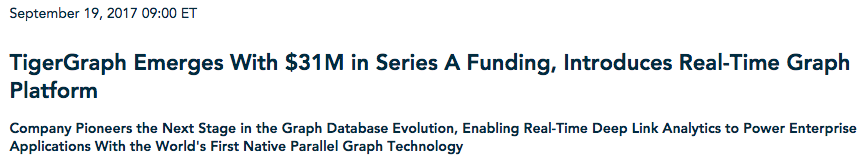 September 19, 2017 09:00 ET
TigerGraph Emerges With $31M in Series A Funding, Introduces Real-Time Graph
Platform
Company Pioneers the Next Stage in the Graph Database Evolution, Enabling Real-Time Deep Link Analytics to Power Enterprise
Applications With the World's First Native Parallel Graph Technology